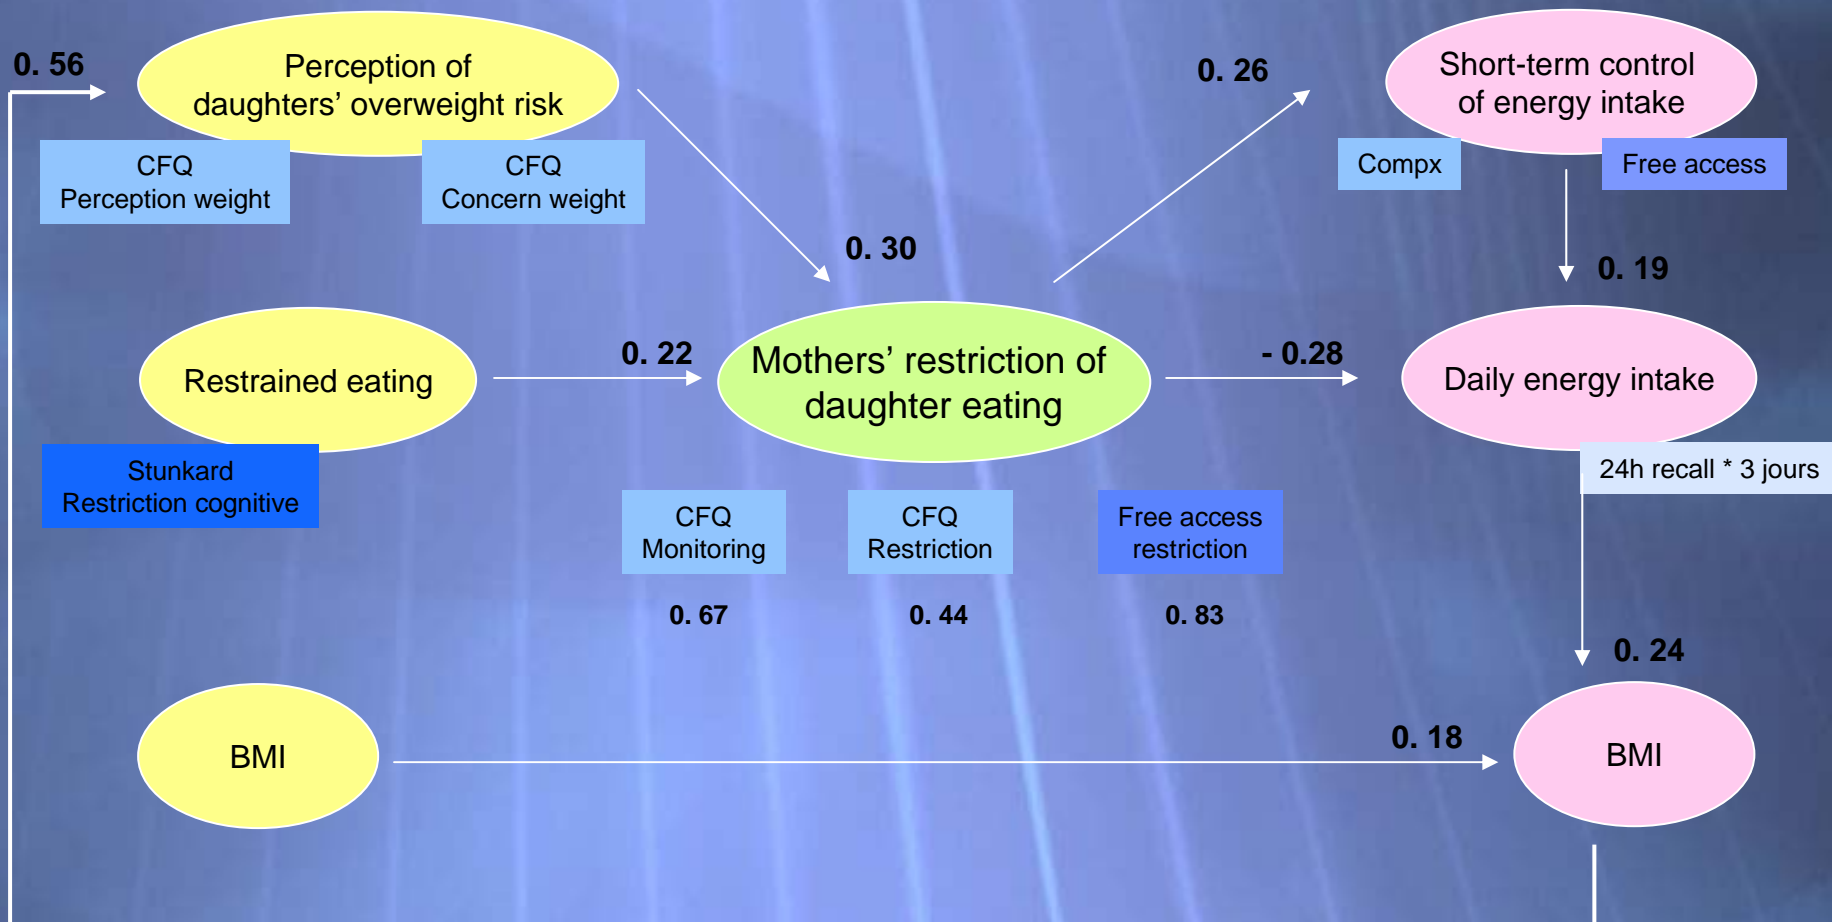 0. 56
Perception of
daughters’ overweight risk
CFQ
Perception weight
CFQ
Concern weight
0. 26
Short-term control
of energy intake
Compx
Free access
0. 30
0. 19
Restrained eating
Stunkard
Restriction cognitive
0. 22
Mothers’ restriction of
daughter eating
- 0.28
Daily energy intake
24h recall * 3 jours
CFQ
Monitoring
0. 67
CFQ
Restriction
0. 44
Free access
restriction
0. 83
0. 24
BMI
0. 18
BMI